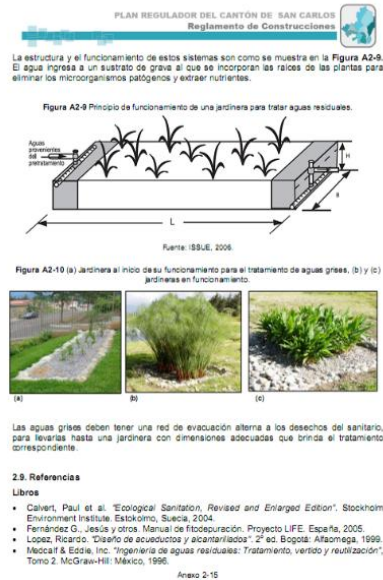 PLAN REGULADOR DEL CANTÓN DE SAN CARLOS
Reglamento de Construcciones
La estructura y el funcionamiento de estos sistemas son como se muestra en la Figura A2-9.
El agua ingresa a un sustrato de grava al que se incorporan las raíces de las plantas para
eliminar los microorganismos patógenos y extraer nutrientes.
Figura A2-9 Principio de funcionamiento de una jardinera para tratar aguas residuales.
Aguas
provenientes
del
pretratamiento
H
L
Fuente: ISSUE, 2006.
Figura A2-10 (a) Jardinera al inicio de su funcionamiento para el tratamiento de aguas grises, (b) y (c)
jardineras en funcionamiento.
(a)
(b)
(c)
Las aguas grises deben tener una red de evacuación alterna a los desechos del sanitario,
para llevarlas hasta una jardinera con dimensiones adecuadas que brinda el tratamiento
correspondiente.
2.9. Referencias
Libros
• Calvert, Paul et al. "Ecological Sanitation, Revised and Enlarged Edition". Stockholm
Environment Institute. Estokolmo, Suecia, 2004.
• Fernández G., Jesús y otros. Manual de fitodepuración. Proyecto LIFE. España, 2005.
• Lopez, Ricardo. "Diseño de acueductos y alcantarillados". 2ª ed. Bogotá: Alfaomega, 1999.
• Medcalf & Eddie, Inc. "Ingeniería de aguas residuales: Tratamiento, vertido y reutilización",
Tomo 2. McGraw-Hill: México, 1996.
Anexo 2-15